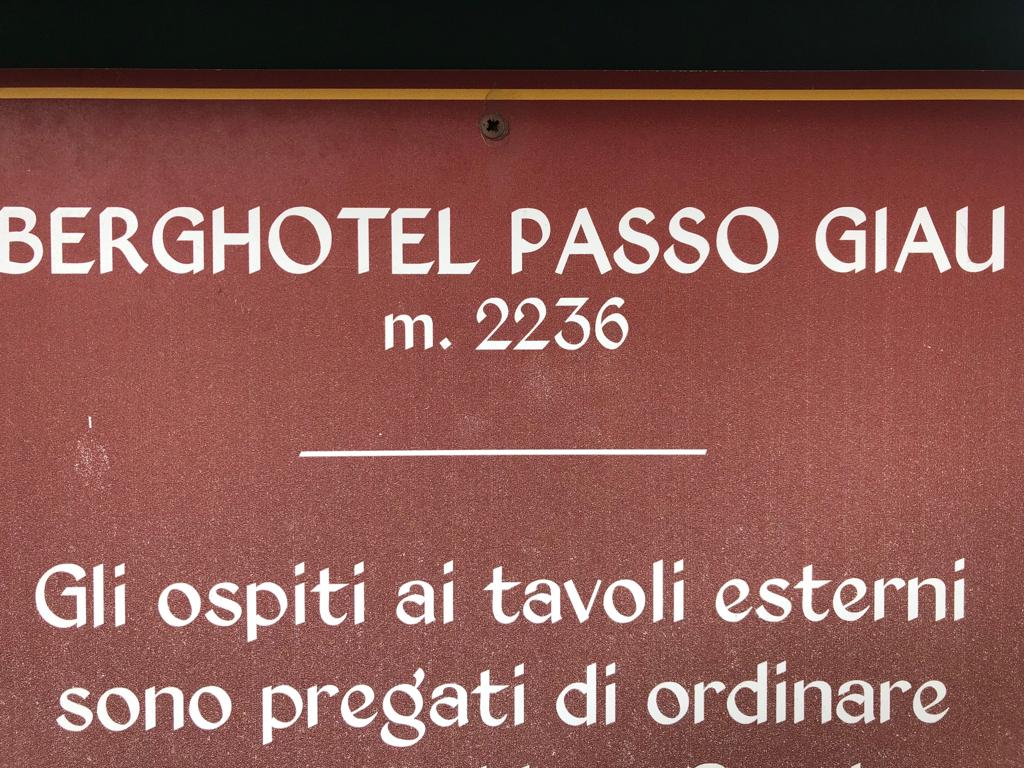 BERGHOTEL PASSO GIAU
m. 2236
Gli ospiti ai tavoli esterni
sono pregati di ordinare